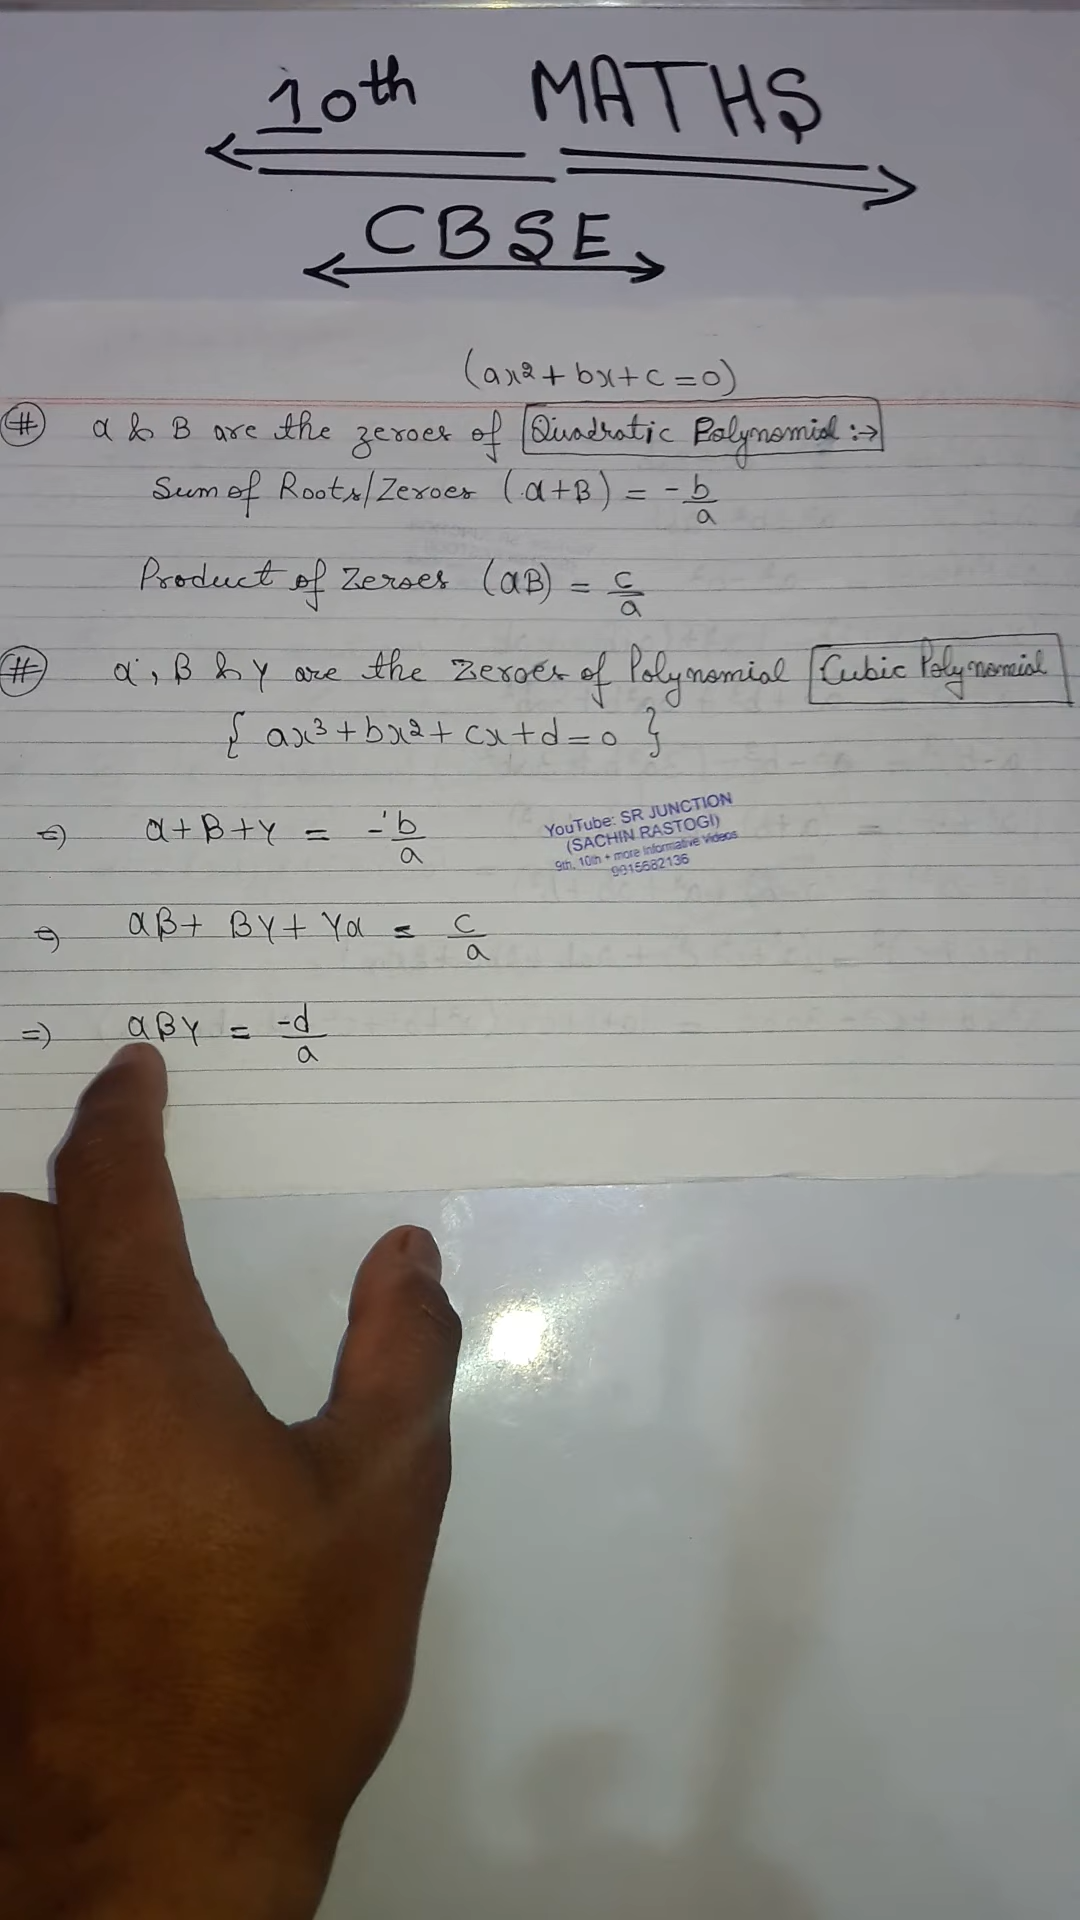 10th MATHS
CBSE
(ax²+bx+c=0)
# α & β are the zeroes of Quadratic Polynomial :→
Sum of Roots/Zeroes (α+β) = -b/a
Product of Zeroes (αβ) = c/a
# α, β & γ are the zeroes of Polynomial Cubic Polynomial
{ ax³+bx²+cx+d=0 }
⇒ α+β+γ = -b/a
YouTube: SR JUNCTION
(SACHIN RASTOGI)
9th, 10th + more Informative Videos
9015682136
⇒ αβ+ βγ+ γα = c/a
⇒ αβγ = -d/a